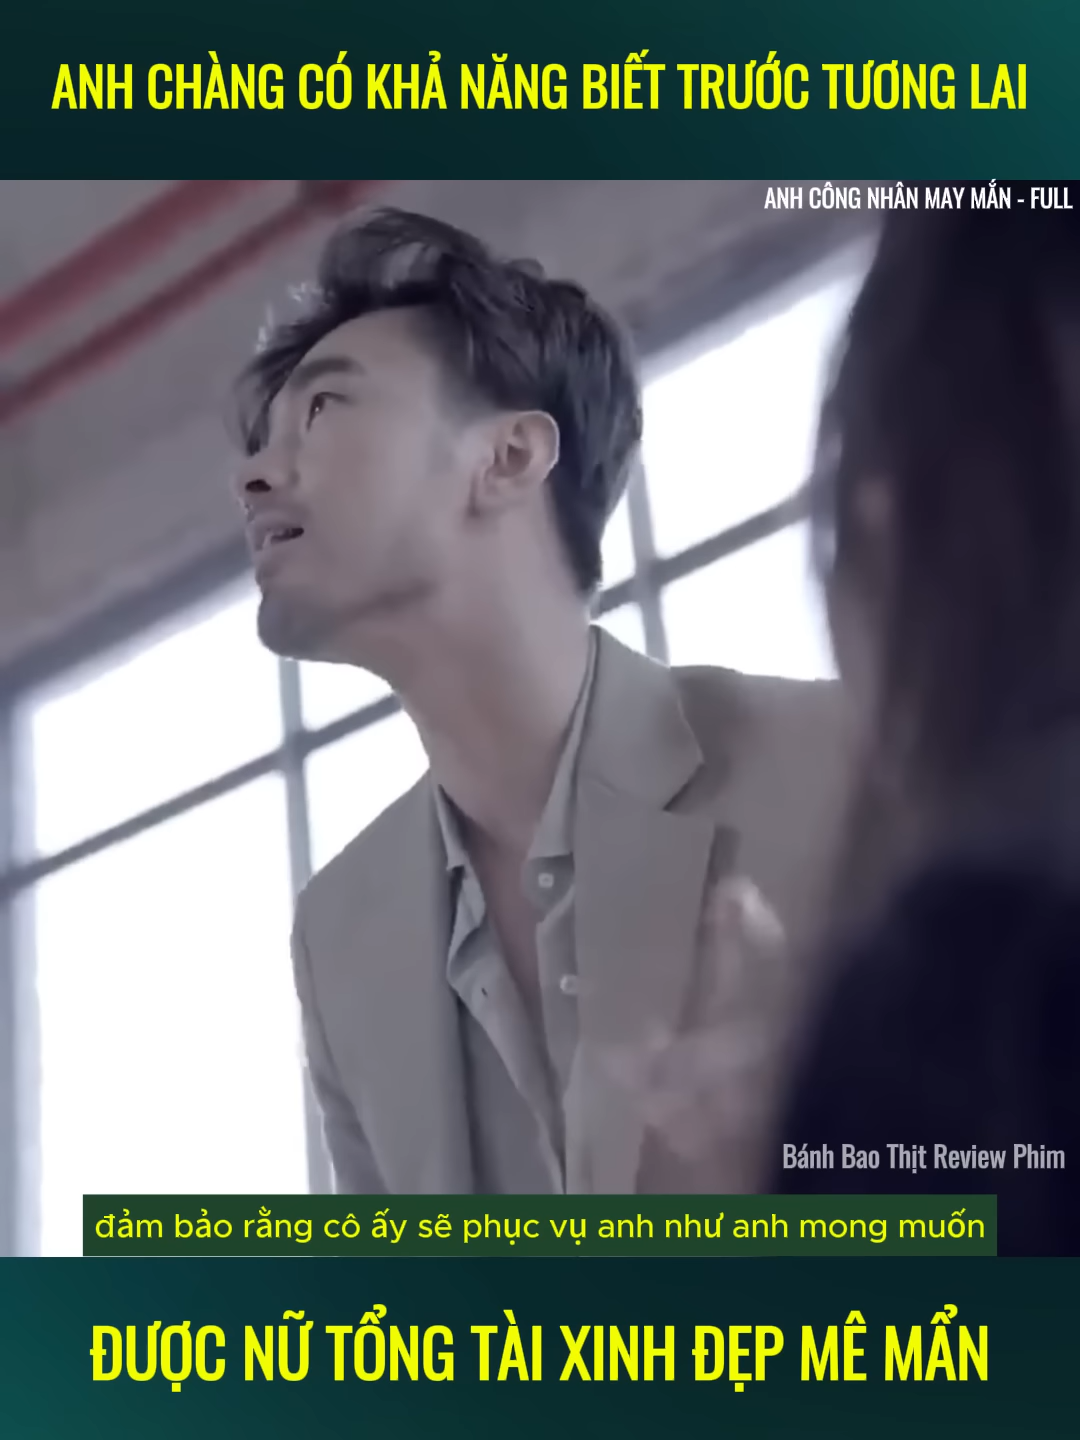 ANH CHÀNG CÓ KHẢ NĂNG BIẾT TRƯỚC TƯƠNG LAI
ANH CÔNG NHÂN MAY MẮN - FULL
Bánh Bao Thịt Review Phim
đảm bảo rằng cô ấy sẽ phục vụ anh như anh mong muốn
ĐƯỢC NỮ TỔNG TÀI XINH ĐẸP MÊ MẨN